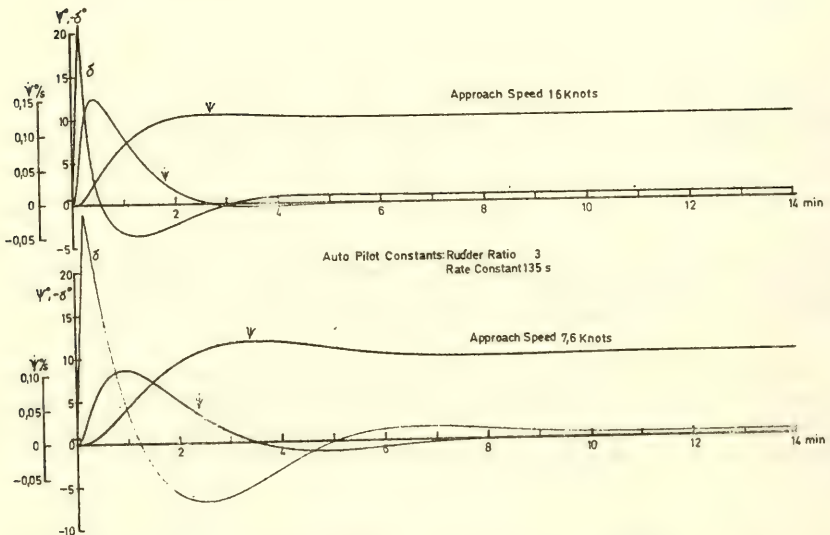 Ψ°,-δ°
20
δ
Ψ̇°/s
15
Approach Speed 16 Knots
0,15
Ψ
0,10
10
0,05
5
Ψ̇
0
0
2
4
6
8
10
12
14 min
-0,05
-5
δ
Auto Pilot Constants: Rudder Ratio 3
Rate Constant 135 s
20
Ψ°,-δ°
15
Ψ
Approach Speed 7,6 Knots
Ψ̇°/s
10
0,10
0,05
5
Ψ̇
0
0
2
4
6
8
10
12
14 min
-0,05
-5
-10